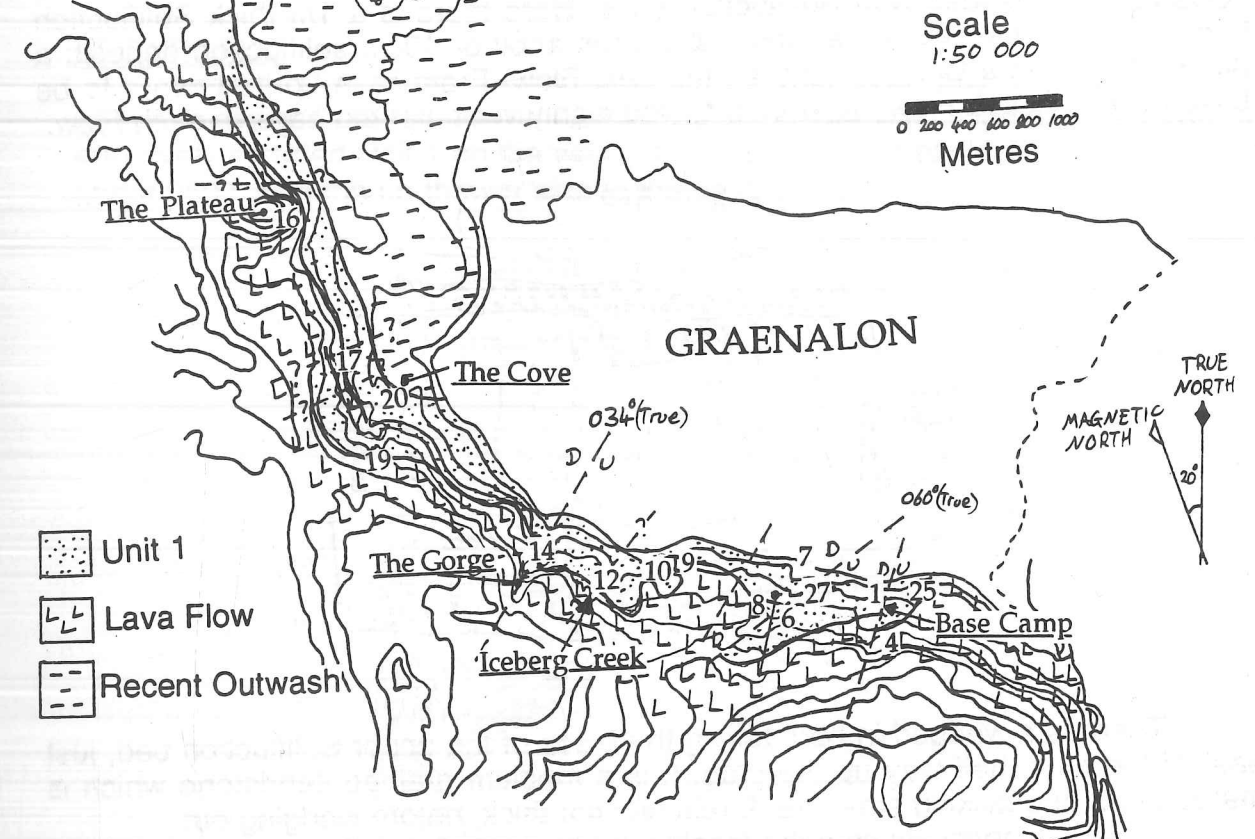 Scale
1:50 000
0 200 400 600 800 1000
Metres
?
The Plateau
16
?
GRAENALON
TRUE
NORTH
MAGNETIC
NORTH
20°
?
17
The Cove
20
?
?
034°(True)
D U
19
060°(True)
?
Unit 1
Lava Flow
Recent Outwash
The Gorge
14
12
10
19
?
7
D
U
?
27
D U
1
25
8
6
4
?
Base Camp
Íceberg Creek